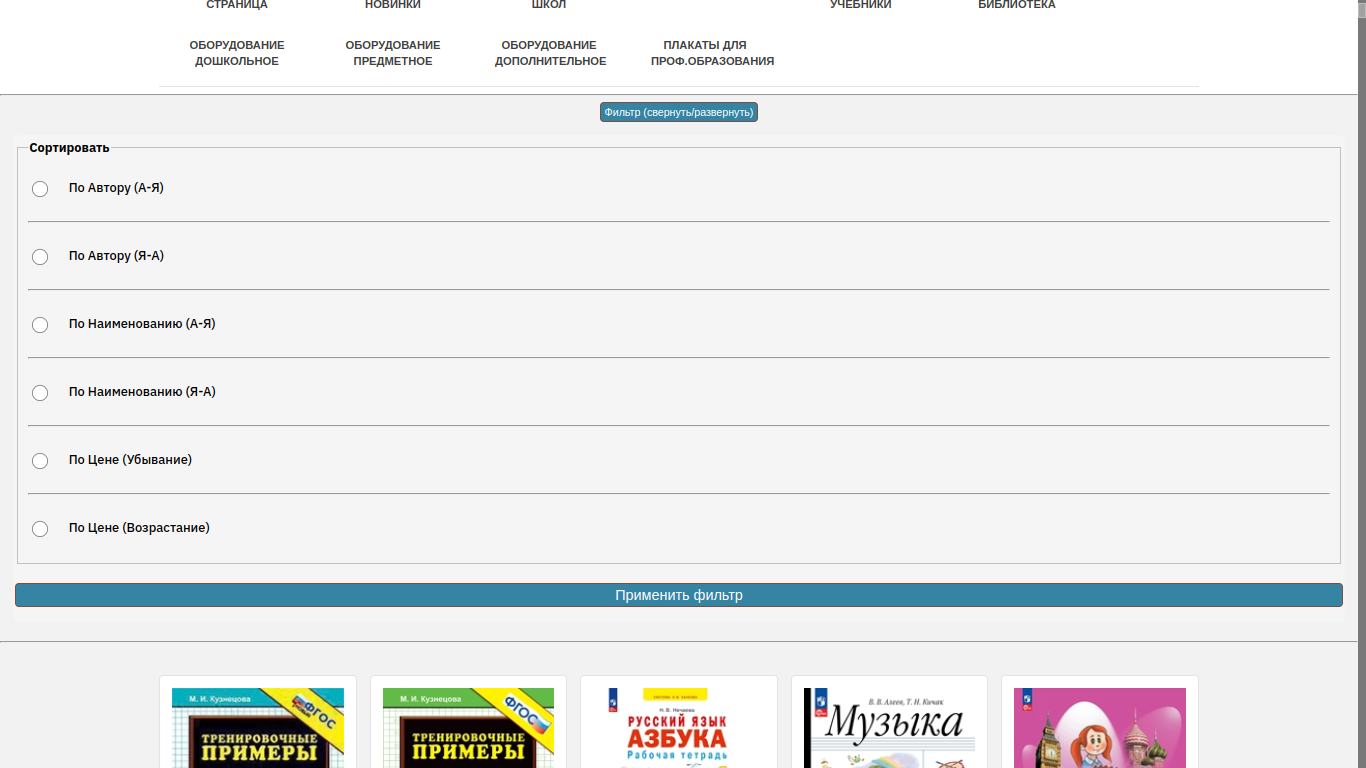 СТРАНИЦА НОВИНКИ ШКОЛ УЧЕБНИКИ БИБЛИОТЕКА
ОБОРУДОВАНИЕ ОБОРУДОВАНИЕ ОБОРУДОВАНИЕ ПЛАКАТЫ ДЛЯ
ДОШКОЛЬНОЕ ПРЕДМЕТНОЕ ДОПОЛНИТЕЛЬНОЕ ПРОФ.ОБРАЗОВАНИЯ
Фильтр (свернуть/развернуть)
Сортировать
По Автору (А-Я)
По Автору (Я-А)
По Наименованию (А-Я)
По Наименованию (Я-А)
По Цене (Убывание)
По Цене (Возрастание)
Применить фильтр
М. И. Кузнецова
ФГОС
ТРЕНИРОВОЧНЫЕ
ПРИМЕРЫ
М. И. Кузнецова
ФГОС
ТРЕНИРОВОЧНЫЕ
ПРИМЕРЫ
Н. В. Нечаева
РУССКИЙ ЯЗЫК
АЗБУКА
Рабочая тетрадь
В. В. Алеев, Т. Н. Кичак
Музыка